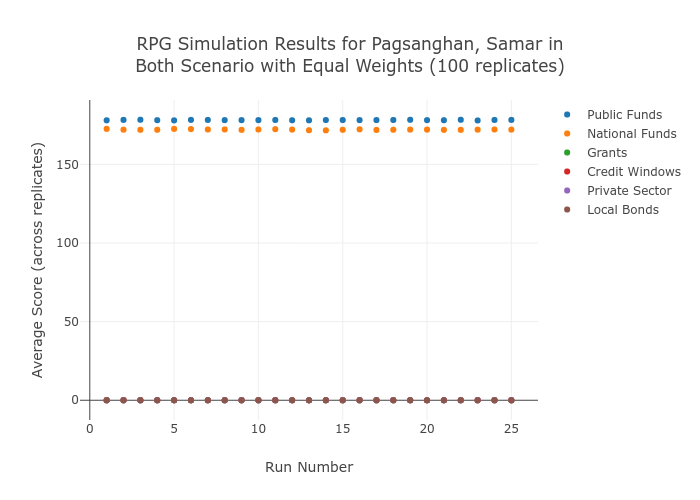 RPG Simulation Results for Pagsanghan, Samar in
Both Scenario with Equal Weights (100 replicates)
Average Score (across replicates)
150
100
50
0
0 5 10 15 20 25
Run Number
Public Funds
National Funds
Grants
Credit Windows
Private Sector
Local Bonds